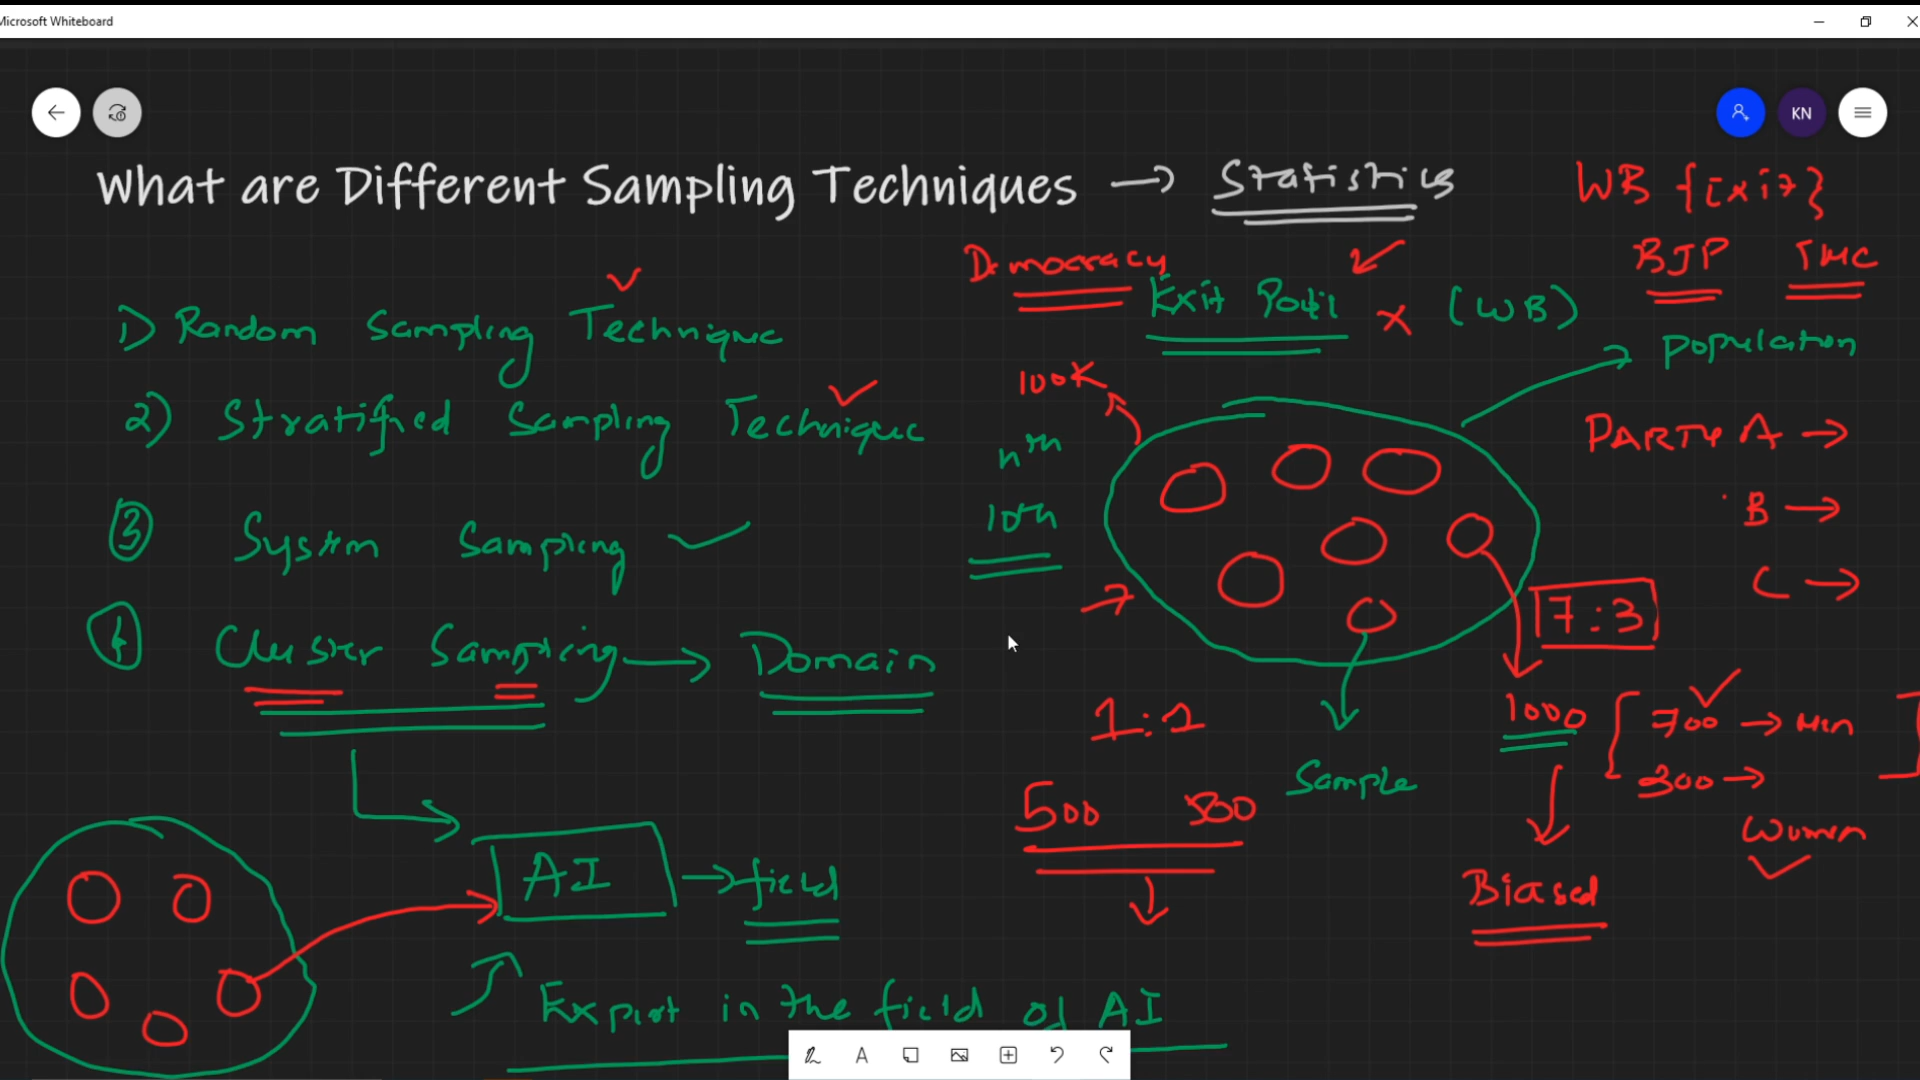 Microsoft Whiteboard
KN
What are Different Sampling Techniques → Statistics
WB {Exit}
BJP TMC
Democracy
Exit Poll × (WB)
Population
1) Random Sampling Technique
100K
2) Stratified Sampling Technique
nth
PARTY A →
10th
B →
3 System Sampling
C →
7:3
4 Cluster Sampling → Domain
1:1
1000
700 → Men
300 →
Women
500 500
Sample
AI → field
Biased
Expert in the field of AI
A